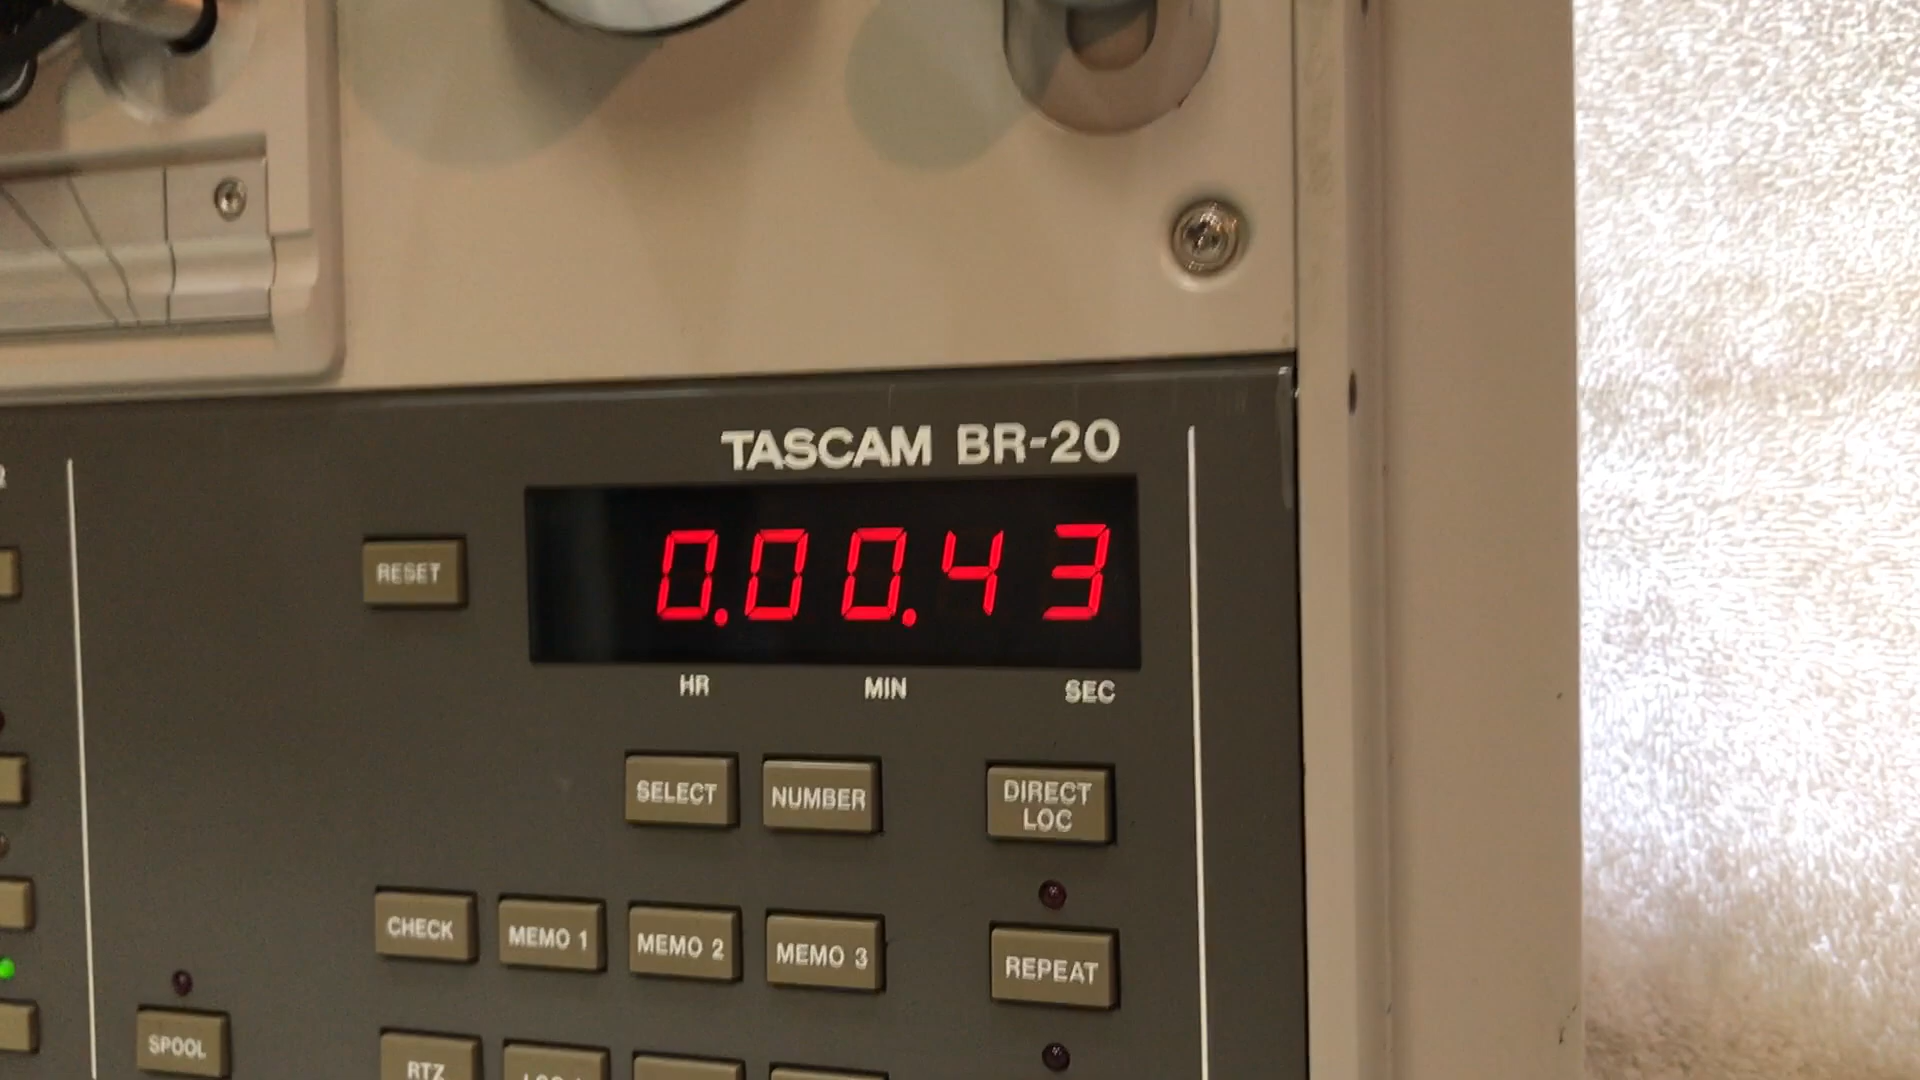 TASCAM BR-20
0.00.43
RESET
HR MIN SEC
SELECT NUMBER DIRECT LOC
CHECK MEMO 1 MEMO 2 MEMO 3 REPEAT
SPOOL
RTZ